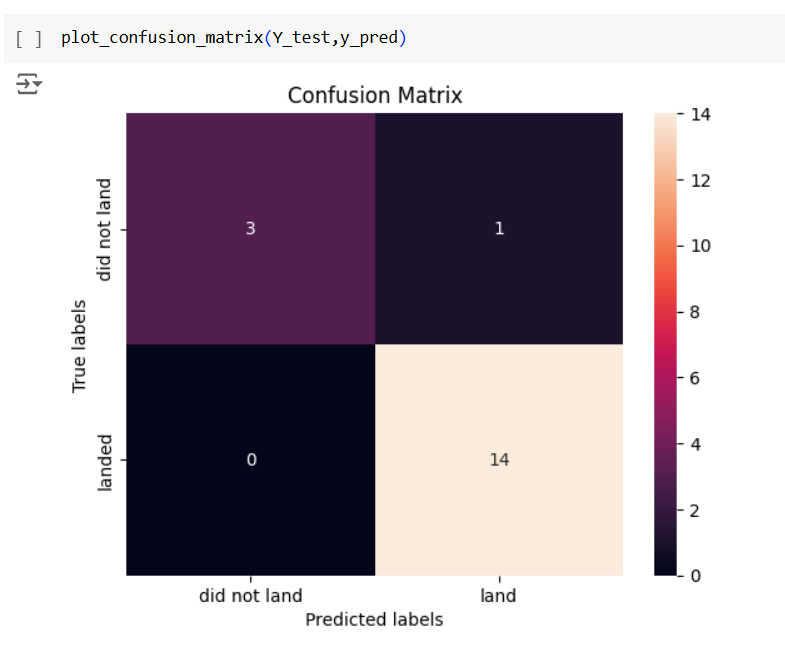 [ ] plot_confusion_matrix(Y_test,y_pred)
Confusion Matrix
14
12
10
8
6
4
2
0
True labels
did not land
landed
3 1
0 14
did not land land
Predicted labels